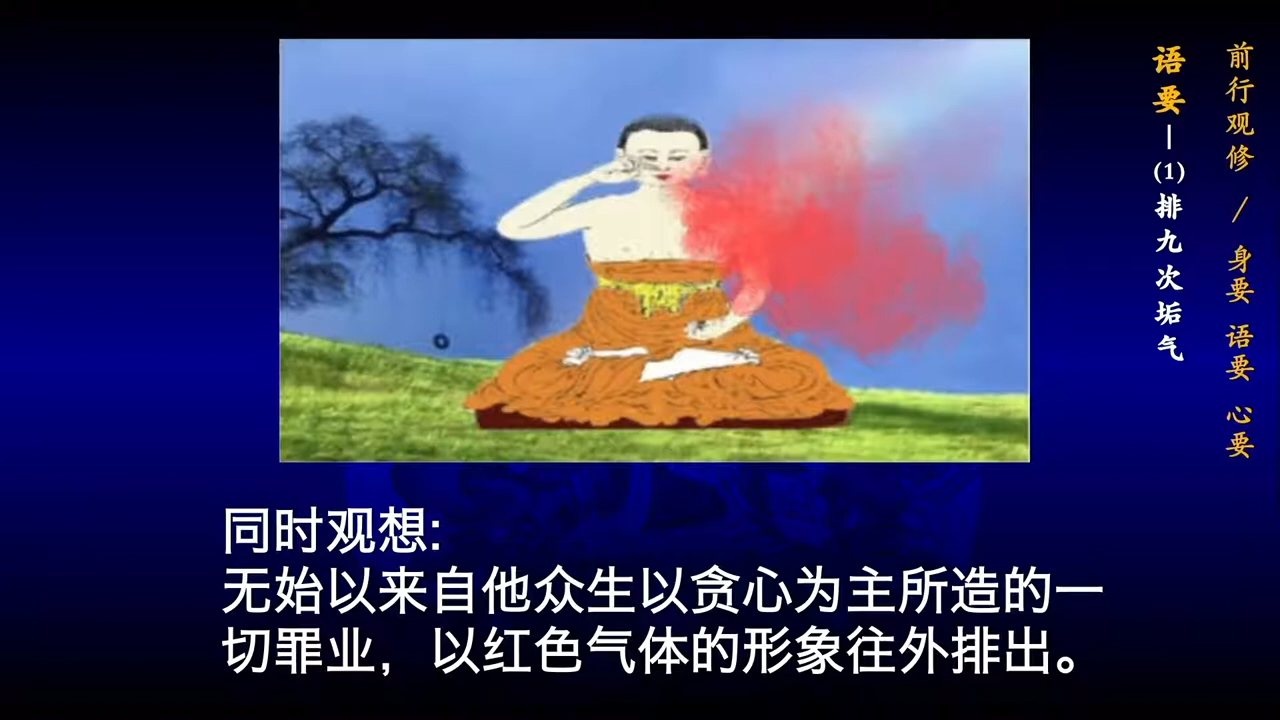 前行观修 / 身要 语要 心要
语要—(1)排九次垢气
同时观想:
无始以来自他众生以贪心为主所造的一
切罪业，以红色气体的形象往外排出。